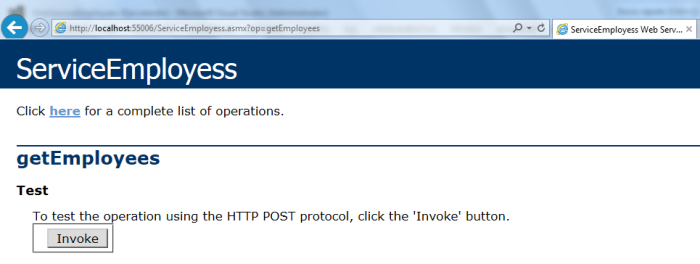 http://localhost:55006/ServiceEmployess.asmx?op=getEmployees
ServiceEmployess Web Serv...
ServiceEmployess
Click here for a complete list of operations.
getEmployees
Test
To test the operation using the HTTP POST protocol, click the 'Invoke' button.
Invoke